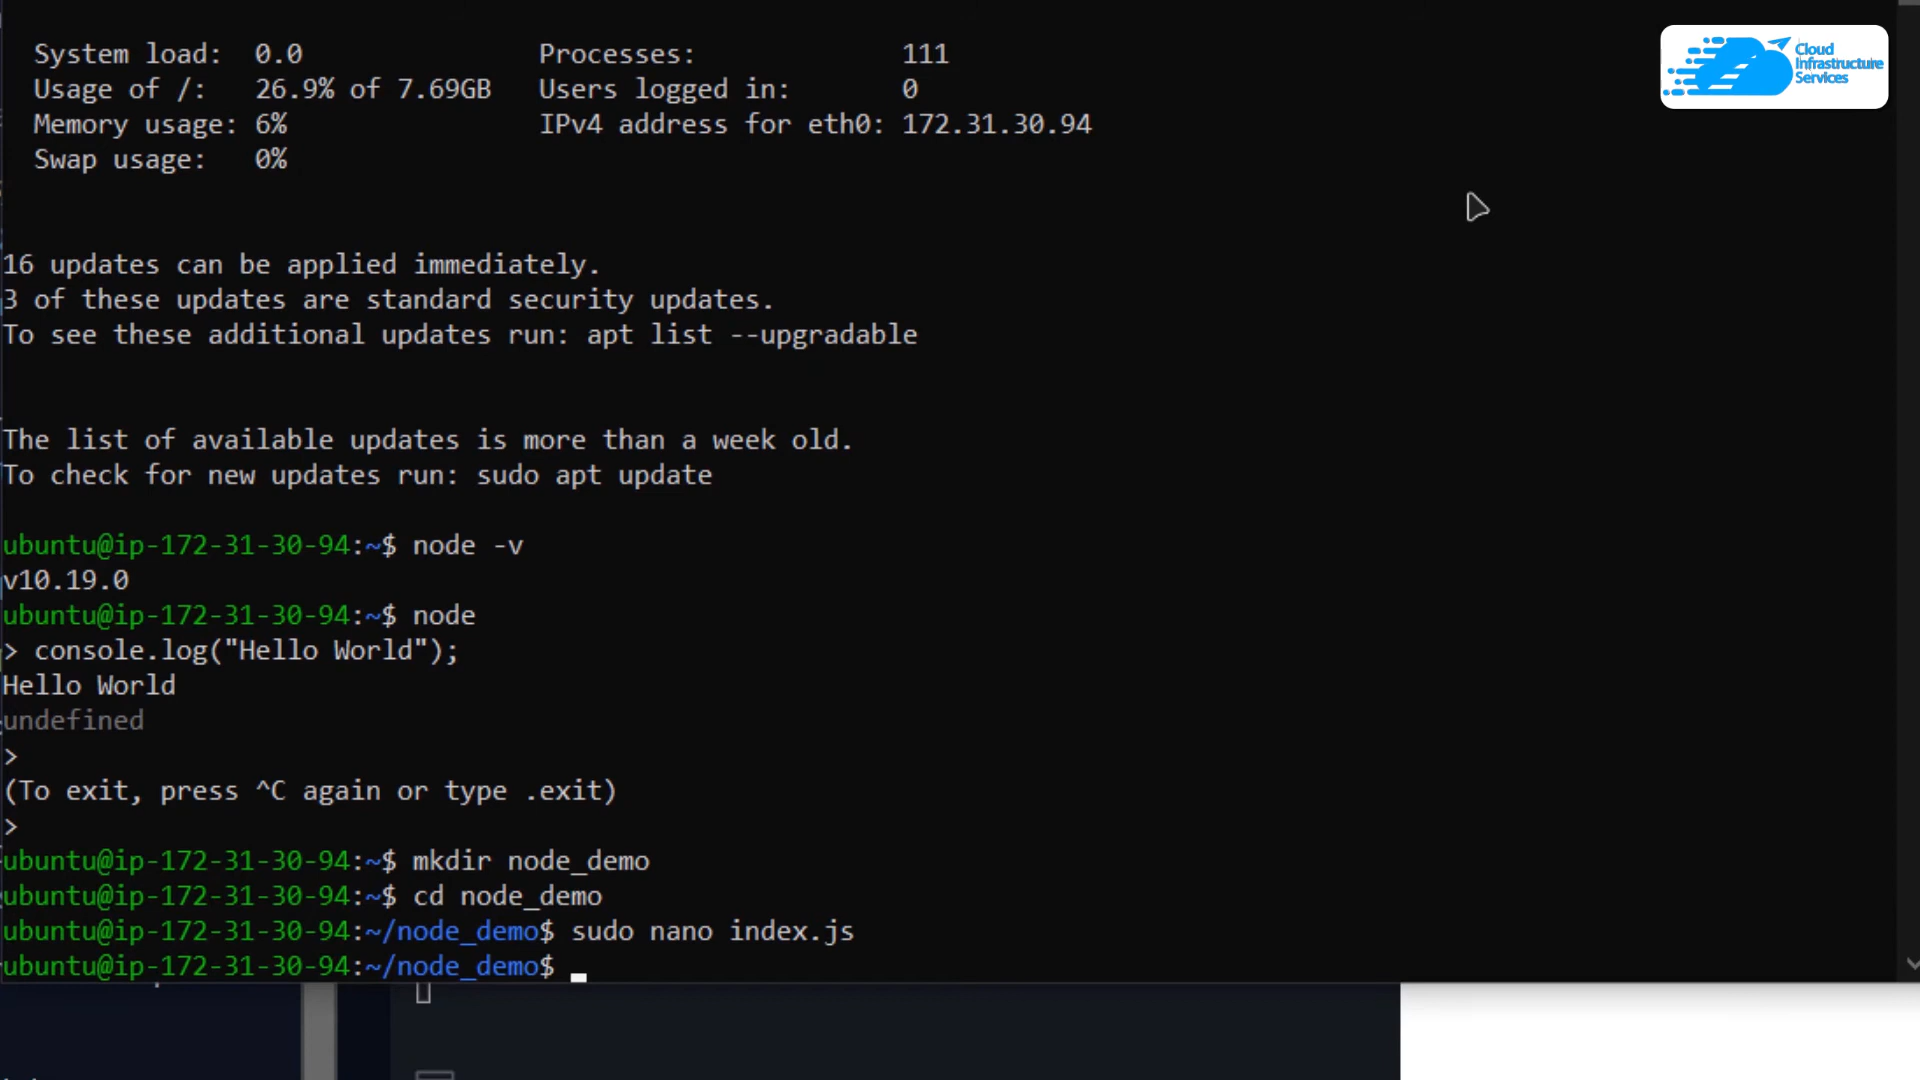 System load: 0.0 Processes: 111
Usage of /: 26.9% of 7.69GB Users logged in: 0
Memory usage: 6% IPv4 address for eth0: 172.31.30.94
Swap usage: 0%
Cloud
Infrastructure
Services
16 updates can be applied immediately.
3 of these updates are standard security updates.
To see these additional updates run: apt list --upgradable
The list of available updates is more than a week old.
To check for new updates run: sudo apt update
ubuntu@ip-172-31-30-94:~$ node -v
v10.19.0
ubuntu@ip-172-31-30-94:~$ node
> console.log("Hello World");
Hello World
undefined
>
(To exit, press ^C again or type .exit)
>
ubuntu@ip-172-31-30-94:~$ mkdir node_demo
ubuntu@ip-172-31-30-94:~$ cd node_demo
ubuntu@ip-172-31-30-94:~/node_demo$ sudo nano index.js
ubuntu@ip-172-31-30-94:~/node_demo$